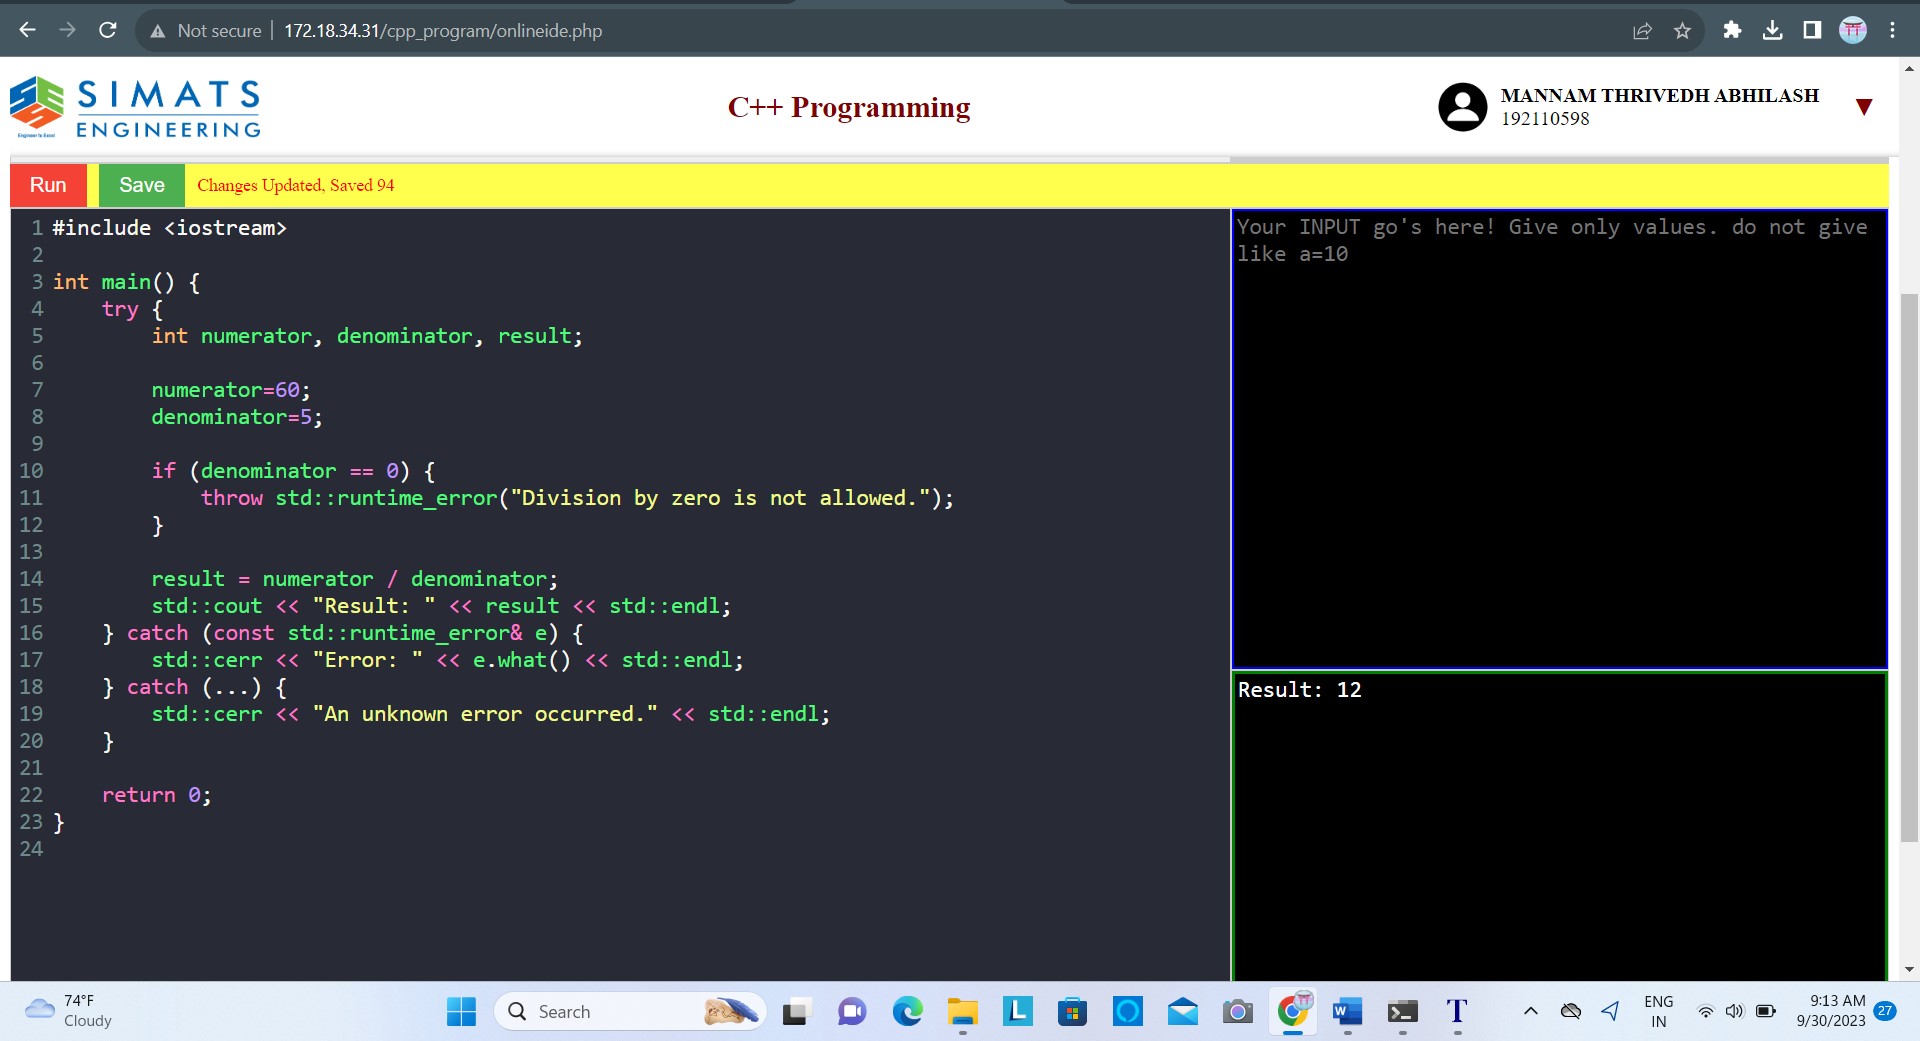 Not secure 172.18.34.31/cpp_program/onlineide.php
SIMATS
ENGINEERING
Engineer to Excel
C++ Programming
MANNAM THRIVEDH ABHILASH
192110598
▼
Run Save Changes Updated, Saved 94
1 #include <iostream>
2
3 int main() {
4     try {
5         int numerator, denominator, result;
6
7         numerator=60;
8         denominator=5;
9
10         if (denominator == 0) {
11             throw std::runtime_error("Division by zero is not allowed.");
12         }
13
14         result = numerator / denominator;
15         std::cout << "Result: " << result << std::endl;
16     } catch (const std::runtime_error& e) {
17         std::cerr << "Error: " << e.what() << std::endl;
18     } catch (...) {
19         std::cerr << "An unknown error occurred." << std::endl;
20     }
21
22     return 0;
23 }
24
Your INPUT go's here! Give only values. do not give
like a=10
Result: 12
74°F
Cloudy
Search
L
W
T
ENG
IN
9:13 AM
9/30/2023
27